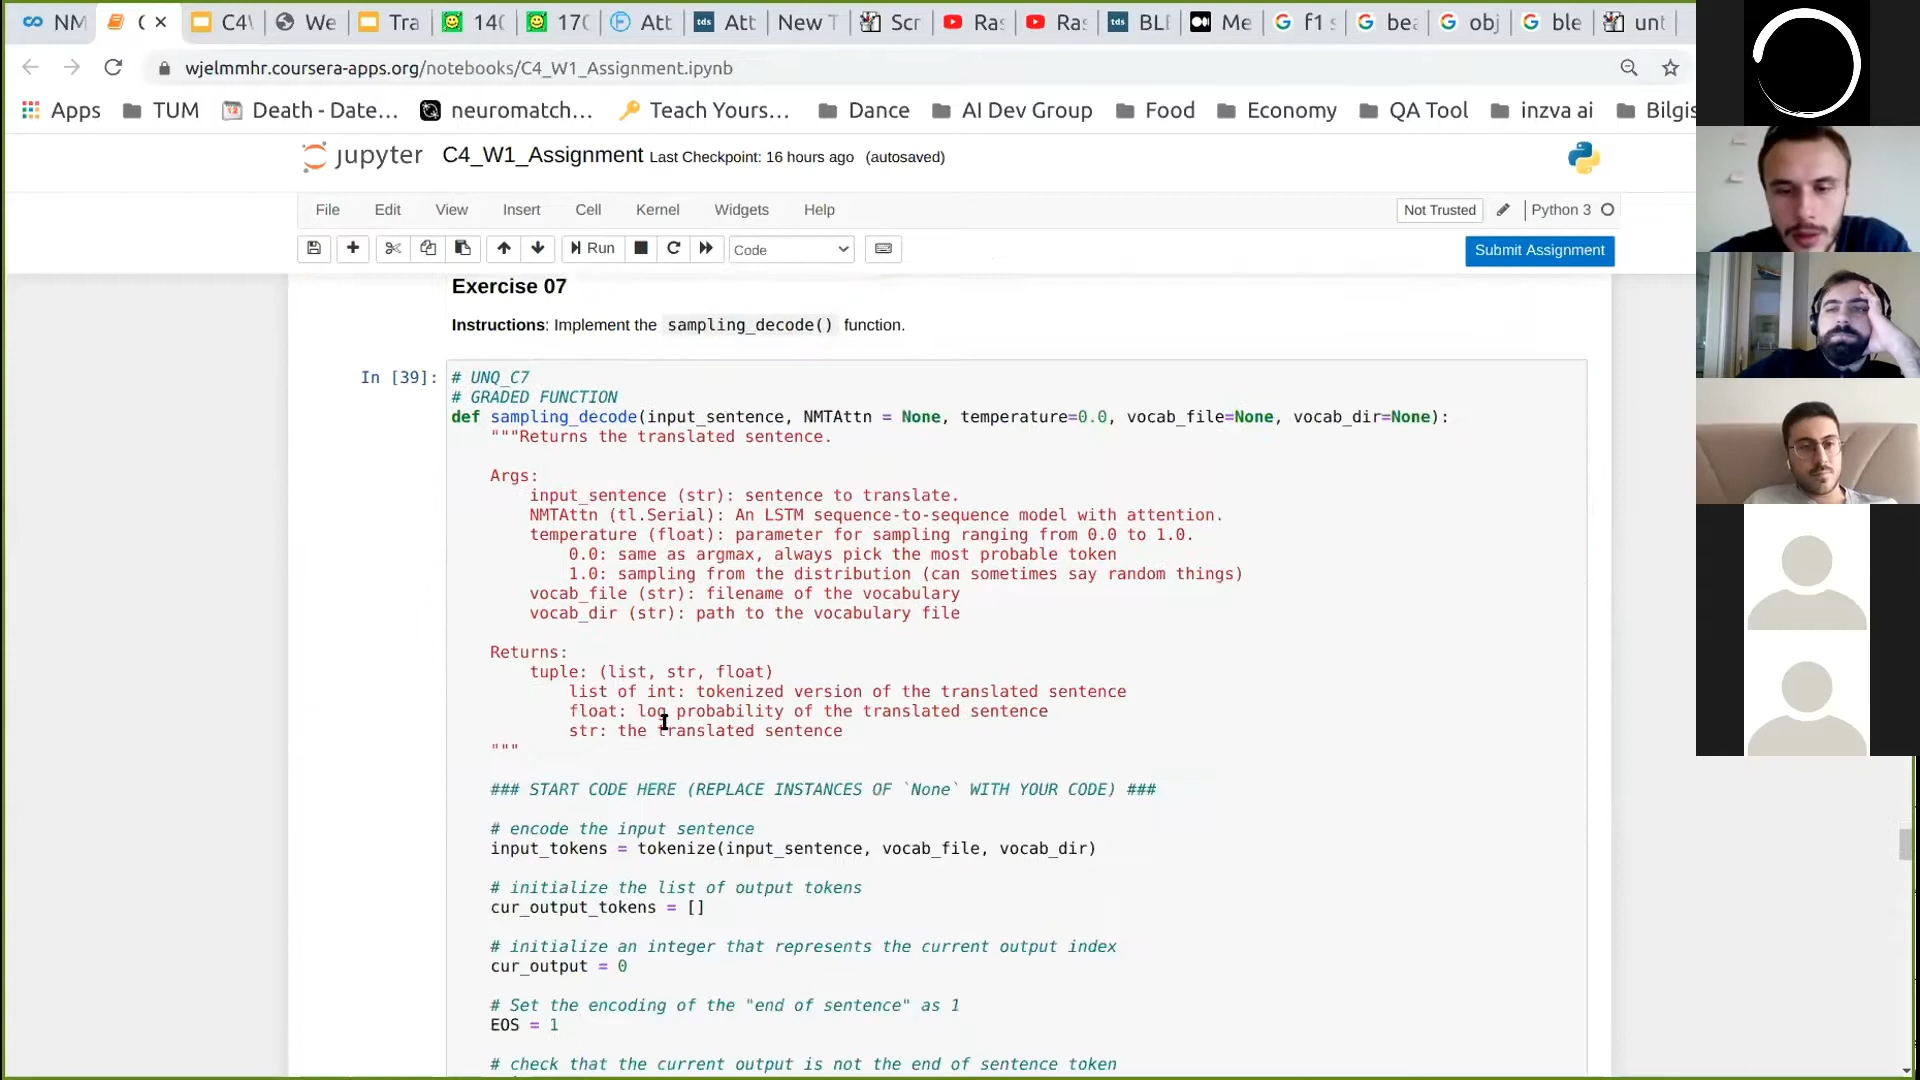 NM
C4
We
Tra
140
170
Att
Att
New T
Scr
Ras
Ras
BLE
Me
f1 s
bea
obj
ble
unt
wjelmmhr.coursera-apps.org/notebooks/C4_W1_Assignment.ipynb
Apps TUM Death - Date... neuromatch... Teach Yours... Dance AI Dev Group Food Economy QA Tool inzva ai Bilgis
jupyter C4_W1_Assignment Last Checkpoint: 16 hours ago (autosaved)
File Edit View Insert Cell Kernel Widgets Help Not Trusted Python 3
Run Code Submit Assignment
Exercise 07
Instructions: Implement the sampling_decode() function.
In [39]:
# UNQ_C7
# GRADED FUNCTION
def sampling_decode(input_sentence, NMTAttn = None, temperature=0.0, vocab_file=None, vocab_dir=None):
"""Returns the translated sentence.
Args:
input_sentence (str): sentence to translate.
NMTAttn (tl.Serial): An LSTM sequence-to-sequence model with attention.
temperature (float): parameter for sampling ranging from 0.0 to 1.0.
0.0: same as argmax, always pick the most probable token
1.0: sampling from the distribution (can sometimes say random things)
vocab_file (str): filename of the vocabulary
vocab_dir (str): path to the vocabulary file
Returns:
tuple: (list, str, float)
list of int: tokenized version of the translated sentence
float: log probability of the translated sentence
str: the translated sentence
"""
### START CODE HERE (REPLACE INSTANCES OF `None` WITH YOUR CODE) ###
# encode the input sentence
input_tokens = tokenize(input_sentence, vocab_file, vocab_dir)
# initialize the list of output tokens
cur_output_tokens = []
# initialize an integer that represents the current output index
cur_output = 0
# Set the encoding of the "end of sentence" as 1
EOS = 1
# check that the current output is not the end of sentence token